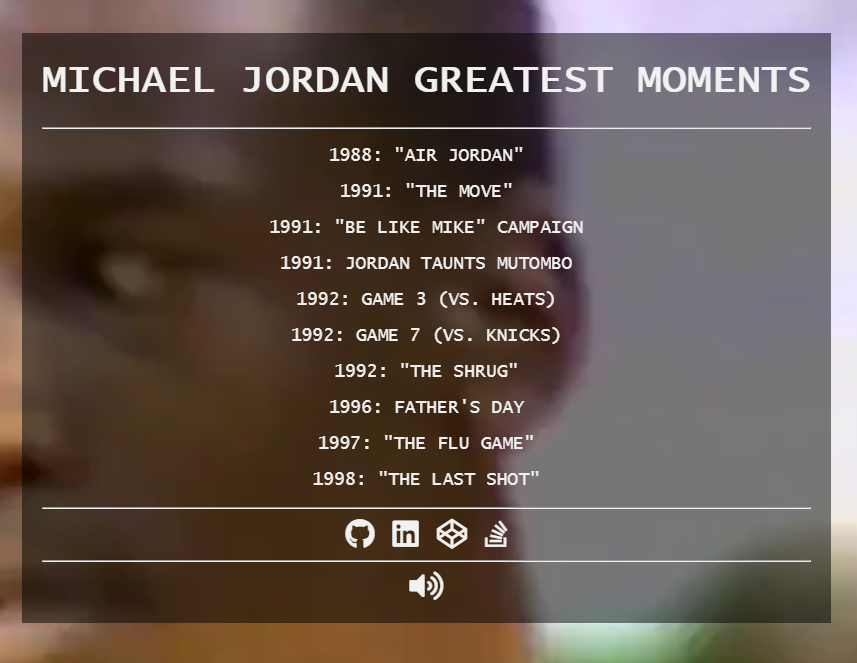 MICHAEL JORDAN GREATEST MOMENTS
1988: "AIR JORDAN"
1991: "THE MOVE"
1991: "BE LIKE MIKE" CAMPAIGN
1991: JORDAN TAUNTS MUTOMBO
1992: GAME 3 (VS. HEATS)
1992: GAME 7 (VS. KNICKS)
1992: "THE SHRUG"
1996: FATHER'S DAY
1997: "THE FLU GAME"
1998: "THE LAST SHOT"
in